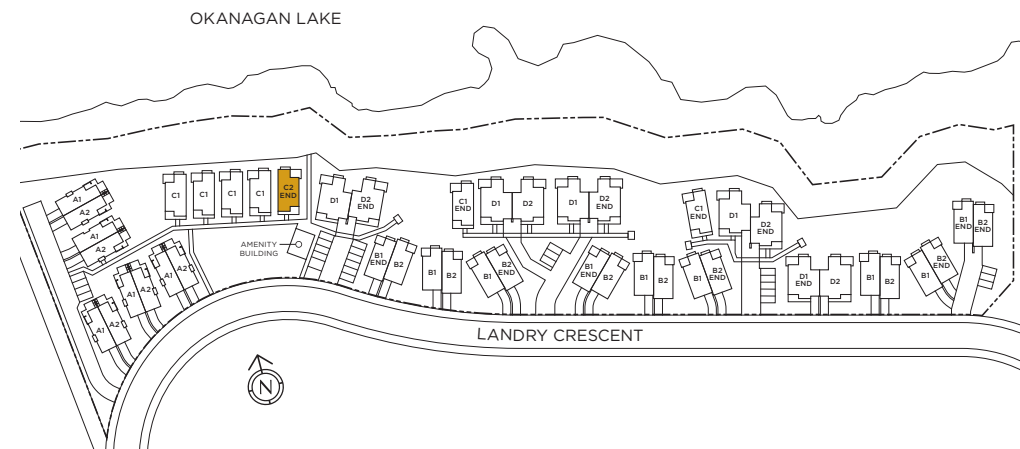 OKANAGAN LAKE
A1
A2
A1
A2
A1
A2
A1
A2
A1
A2
C1
C1
C1
C1
C2
END
AMENITY
BUILDING
D1
D2
END
B1
END
B2
B1
B2
C1
END
D1
D2
D1
D2
END
B1
B2
END
B1
END
B2
B1
B2
C1
END
D1
D2
END
B1
B2
END
D1
END
D2
B1
B2
B1
B2
END
B1
END
B2
END
LANDRY CRESCENT
N